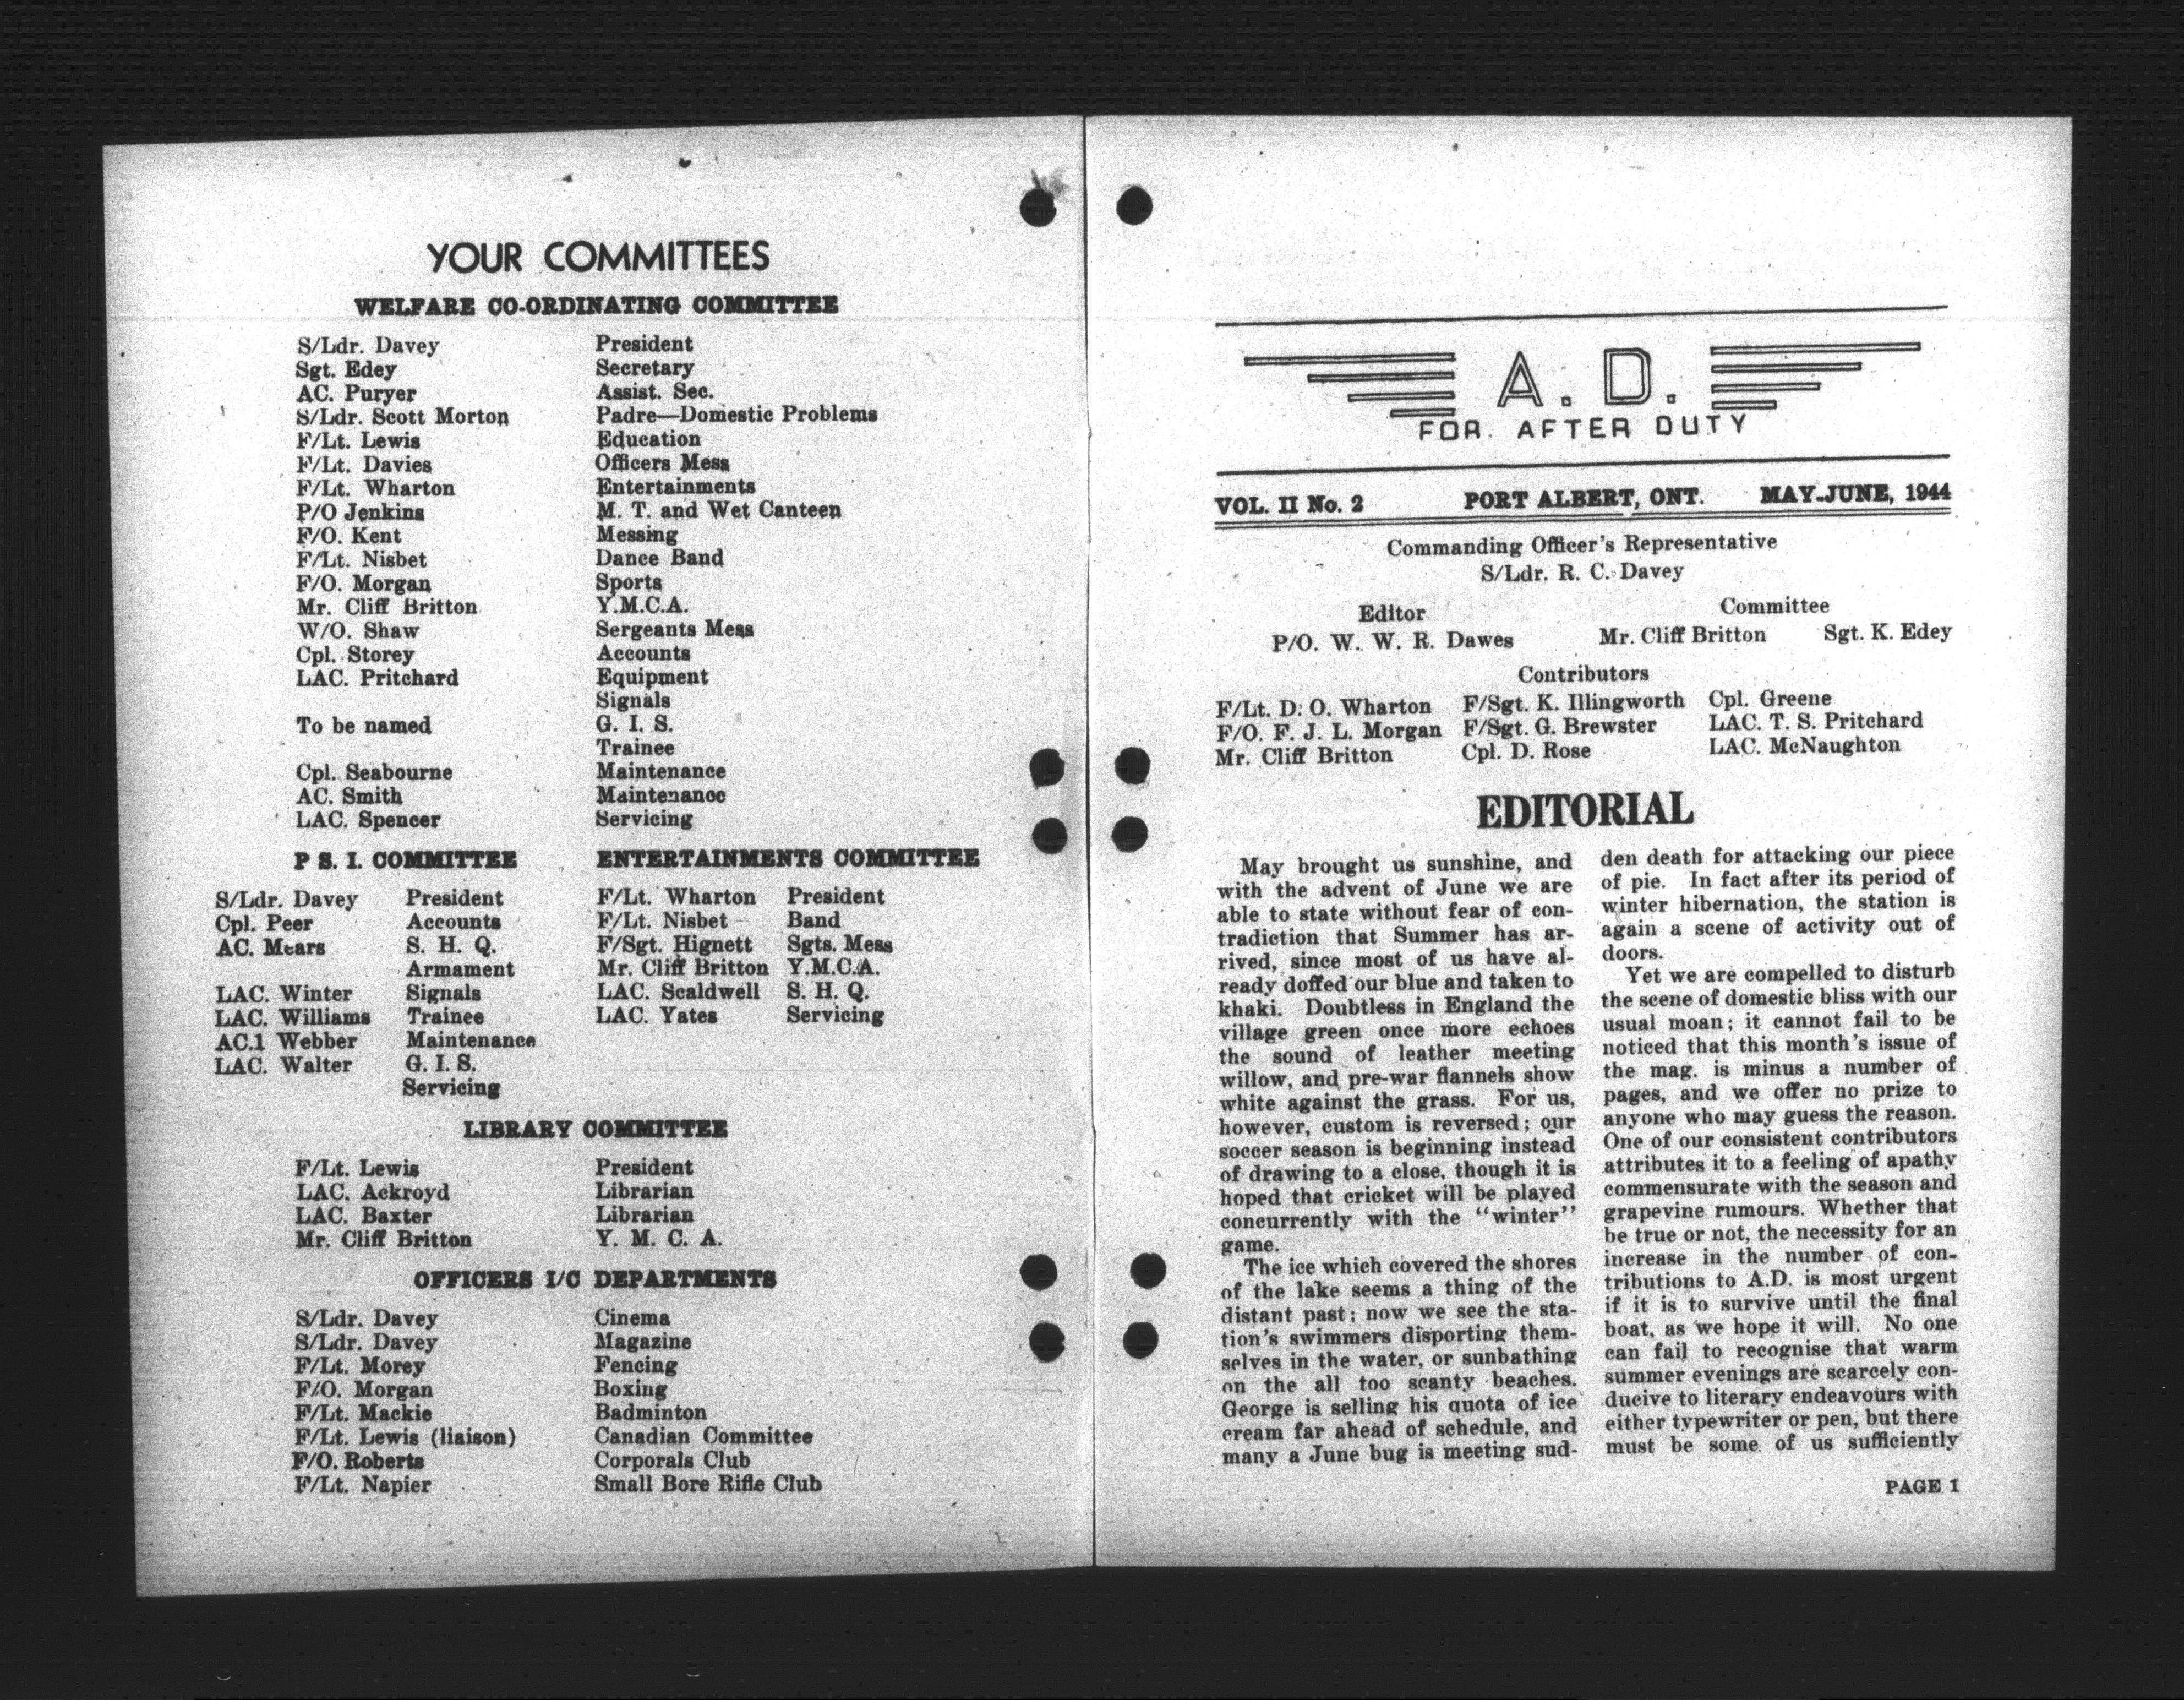 YOUR COMMITTEES
WELFARE CO-ORDINATING COMMITTEE
S/Ldr. Davey President
Sgt. Edey Secretary
AC. Puryer Assist. Sec.
S/Ldr. Scott Morton Padre—Domestic Problems
F/Lt. Lewis Education
F/Lt. Davies Officers Mess
F/Lt. Wharton Entertainments
P/O Jenkins M. T. and Wet Canteen
F/O. Kent Messing
F/Lt. Nisbet Dance Band
F/O. Morgan Sports
Mr. Cliff Britton Y.M.C.A.
W/O. Shaw Sergeants Mess
Cpl. Storey Accounts
LAC. Pritchard Equipment
Signals
To be named G. I. S.
Trainee
Cpl. Seabourne Maintenance
AC. Smith Maintenance
LAC. Spencer Servicing
P S. I. COMMITTEE
S/Ldr. Davey President
Cpl. Peer Accounts
AC. Mears S. H. Q.
Armament
LAC. Winter Signals
LAC. Williams Trainee
AC.1 Webber Maintenance
LAC. Walter G. I. S.
Servicing
ENTERTAINMENTS COMMITTEE
F/Lt. Wharton President
F/Lt. Nisbet Band
F/Sgt. Hignett Sgts. Mess
Mr. Cliff Britton Y.M.C.A.
LAC. Scaldwell S. H. Q.
LAC. Yates Servicing
LIBRARY COMMITTEE
F/Lt. Lewis President
LAC. Ackroyd Librarian
LAC. Baxter Librarian
Mr. Cliff Britton Y. M. C. A.
OFFICERS I/C DEPARTMENTS
S/Ldr. Davey Cinema
S/Ldr. Davey Magazine
F/Lt. Morey Fencing
F/O. Morgan Boxing
F/Lt. Mackie Badminton
F/Lt. Lewis (liaison) Canadian Committee
F/O. Roberts Corporals Club
F/Lt. Napier Small Bore Rifle Club
A. D.
FOR AFTER DUTY
VOL. II No. 2 PORT ALBERT, ONT. MAY-JUNE, 1944
Commanding Officer's Representative
S/Ldr. R. C. Davey
Editor
P/O. W. W. R. Dawes
Committee
Mr. Cliff Britton Sgt. K. Edey
Contributors
F/Lt. D. O. Wharton F/Sgt. K. Illingworth Cpl. Greene
F/O. F. J. L. Morgan F/Sgt. G. Brewster LAC. T. S. Pritchard
Mr. Cliff Britton Cpl. D. Rose LAC. McNaughton
EDITORIAL
May brought us sunshine, and
with the advent of June we are
able to state without fear of con-
tradiction that Summer has ar-
rived, since most of us have al-
ready doffed our blue and taken to
khaki. Doubtless in England the
village green once more echoes
the sound of leather meeting
willow, and pre-war flannels show
white against the grass. For us,
however, custom is reversed; our
soccer season is beginning instead
of drawing to a close, though it is
hoped that cricket will be played
concurrently with the "winter"
game.
The ice which covered the shores
of the lake seems a thing of the
distant past; now we see the sta-
tion's swimmers disporting them-
selves in the water, or sunbathing
on the all too scanty beaches.
George is selling his quota of ice
cream far ahead of schedule, and
many a June bug is meeting sud-
den death for attacking our piece
of pie. In fact after its period of
winter hibernation, the station is
again a scene of activity out of
doors.
Yet we are compelled to disturb
the scene of domestic bliss with our
usual moan; it cannot fail to be
noticed that this month's issue of
the mag. is minus a number of
pages, and we offer no prize to
anyone who may guess the reason.
One of our consistent contributors
attributes it to a feeling of apathy
commensurate with the season and
grapevine rumours. Whether that
be true or not, the necessity for an
increase in the number of con-
tributions to A.D. is most urgent
if it is to survive until the final
boat, as we hope it will. No one
can fail to recognise that warm
summer evenings are scarcely con-
ducive to literary endeavours with
either typewriter or pen, but there
must be some of us sufficiently
PAGE 1